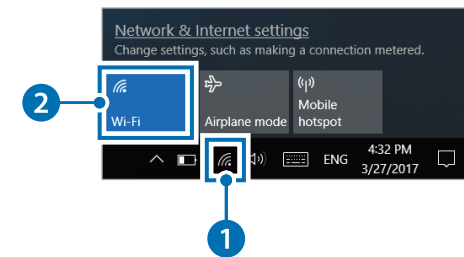 Network & Internet settings
Change settings, such as making a connection metered.
2
Wi-Fi
Airplane mode
Mobile
hotspot
ENG
4:32 PM
3/27/2017
1